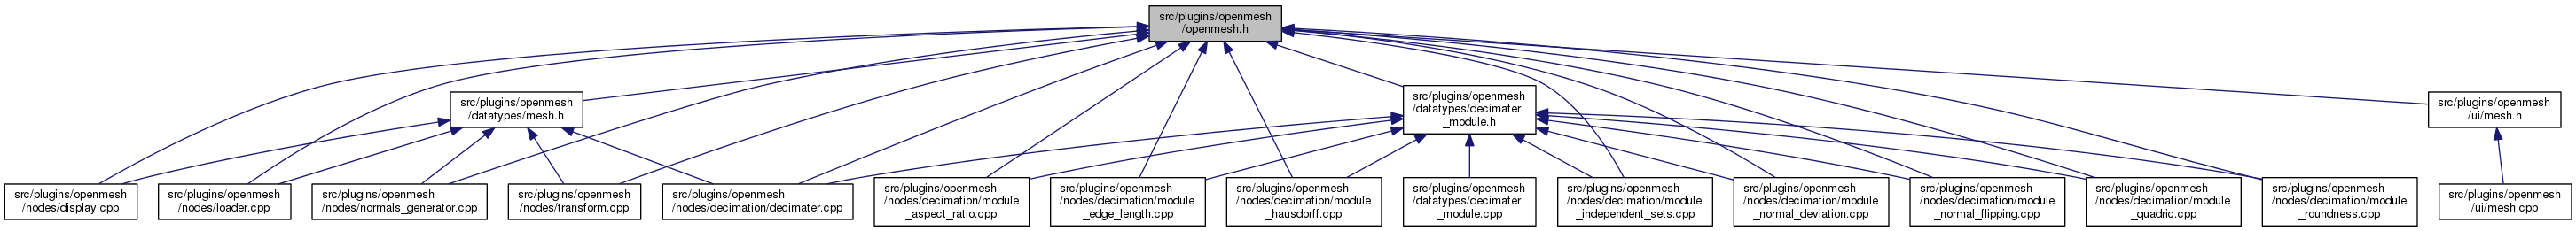 src/plugins/openmesh
/openmesh.h
src/plugins/openmesh
/datatypes/mesh.h
src/plugins/openmesh
/datatypes/decimater
_module.h
src/plugins/openmesh
/ui/mesh.h
src/plugins/openmesh
/nodes/display.cpp
src/plugins/openmesh
/nodes/loader.cpp
src/plugins/openmesh
/nodes/normals_generator.cpp
src/plugins/openmesh
/nodes/transform.cpp
src/plugins/openmesh
/nodes/decimation/decimater.cpp
src/plugins/openmesh
/nodes/decimation/module
_aspect_ratio.cpp
src/plugins/openmesh
/nodes/decimation/module
_edge_length.cpp
src/plugins/openmesh
/nodes/decimation/module
_hausdorff.cpp
src/plugins/openmesh
/datatypes/decimater
_module.cpp
src/plugins/openmesh
/nodes/decimation/module
_independent_sets.cpp
src/plugins/openmesh
/nodes/decimation/module
_normal_deviation.cpp
src/plugins/openmesh
/nodes/decimation/module
_normal_flipping.cpp
src/plugins/openmesh
/nodes/decimation/module
_quadric.cpp
src/plugins/openmesh
/nodes/decimation/module
_roundness.cpp
src/plugins/openmesh
/ui/mesh.cpp